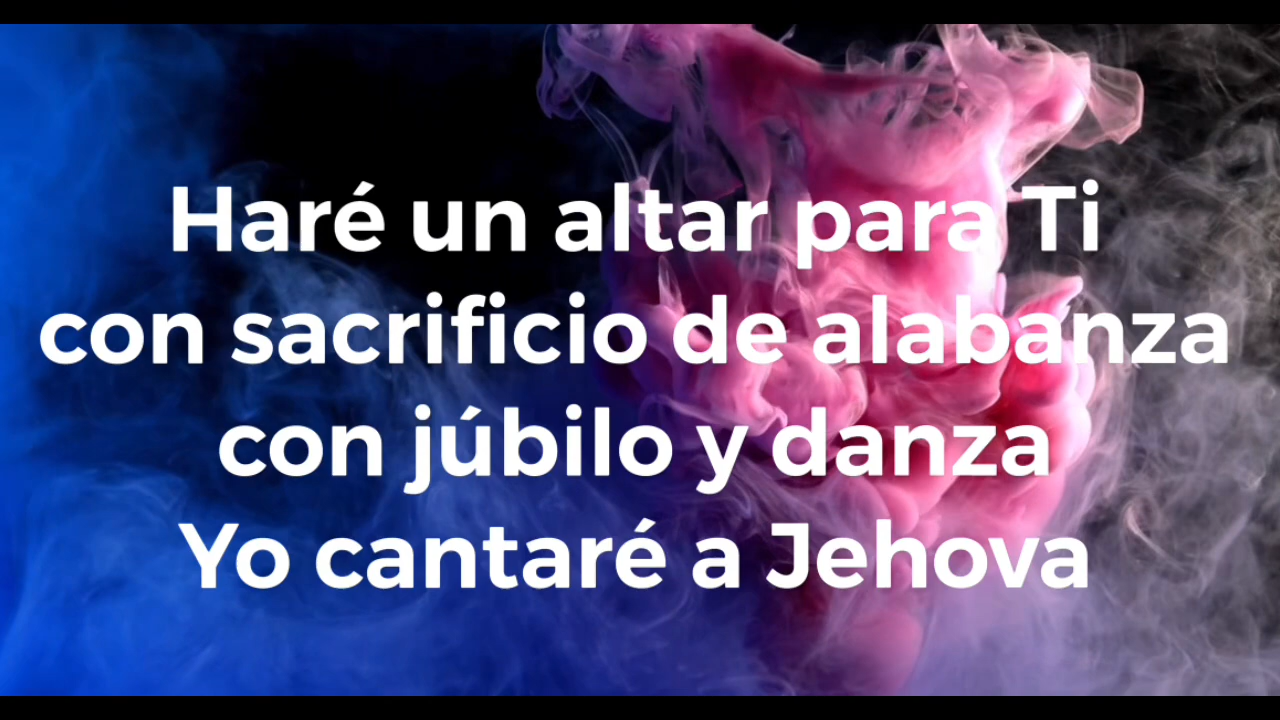 Haré un altar para Ti
con sacrificio de alabanza
con júbilo y danza
Yo cantaré a Jehova